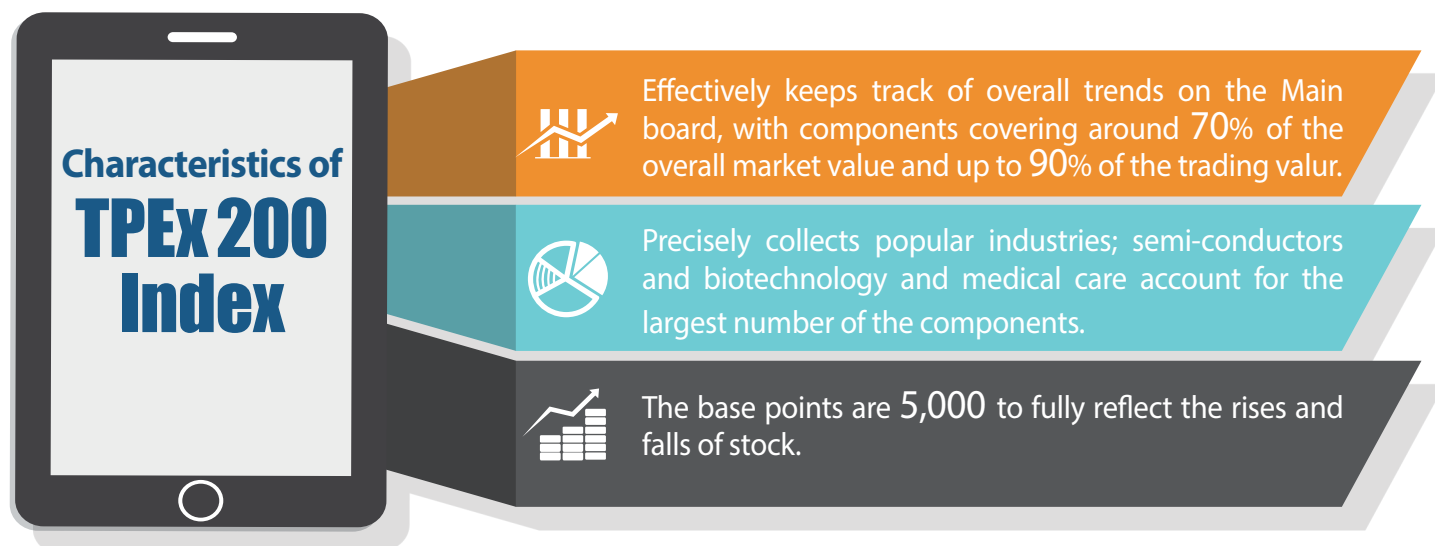 Characteristics of
TPEx 200
Index
Effectively keeps track of overall trends on the Main
board, with components covering around 70% of the
overall market value and up to 90% of the trading valur.
Precisely collects popular industries; semi-conductors
and biotechnology and medical care account for the
largest number of the components.
The base points are 5,000 to fully reflect the rises and
falls of stock.